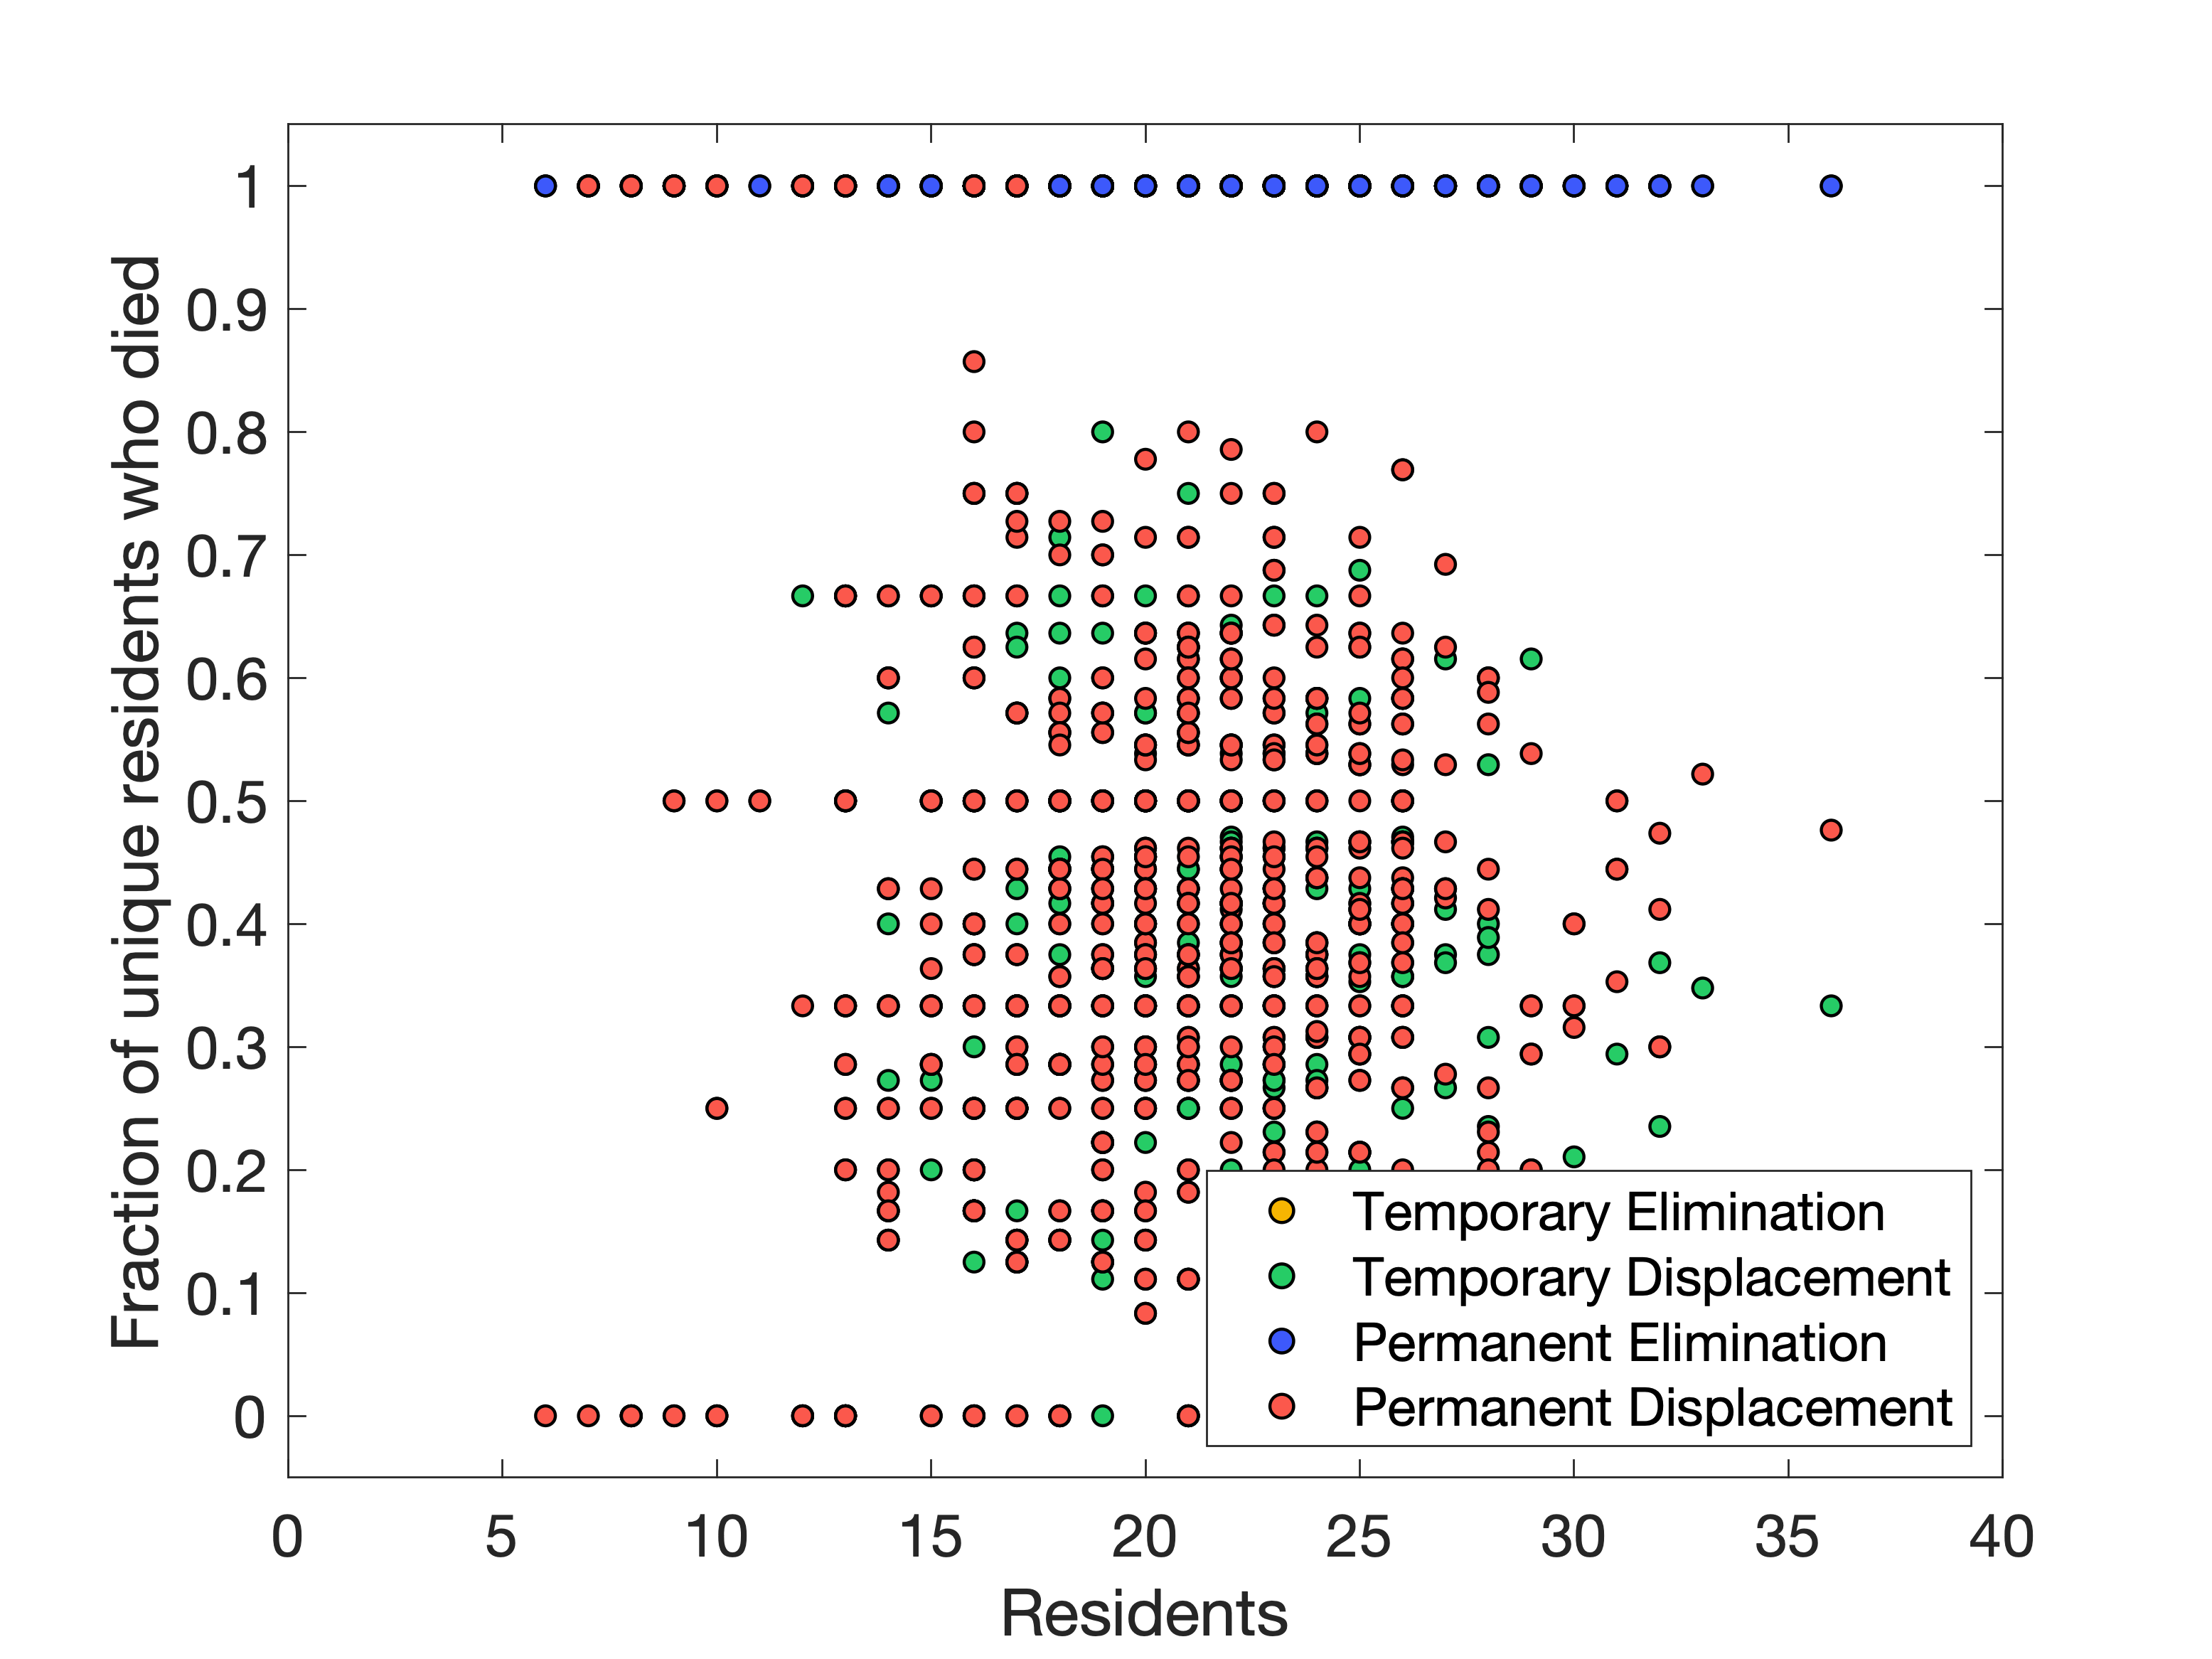 Fraction of unique residents who died
1
0.9
0.8
0.7
0.6
0.5
0.4
0.3
0.2
0.1
0
Temporary Elimination
Temporary Displacement
Permanent Elimination
Permanent Displacement
0 5 10 15 20 25 30 35 40
Residents